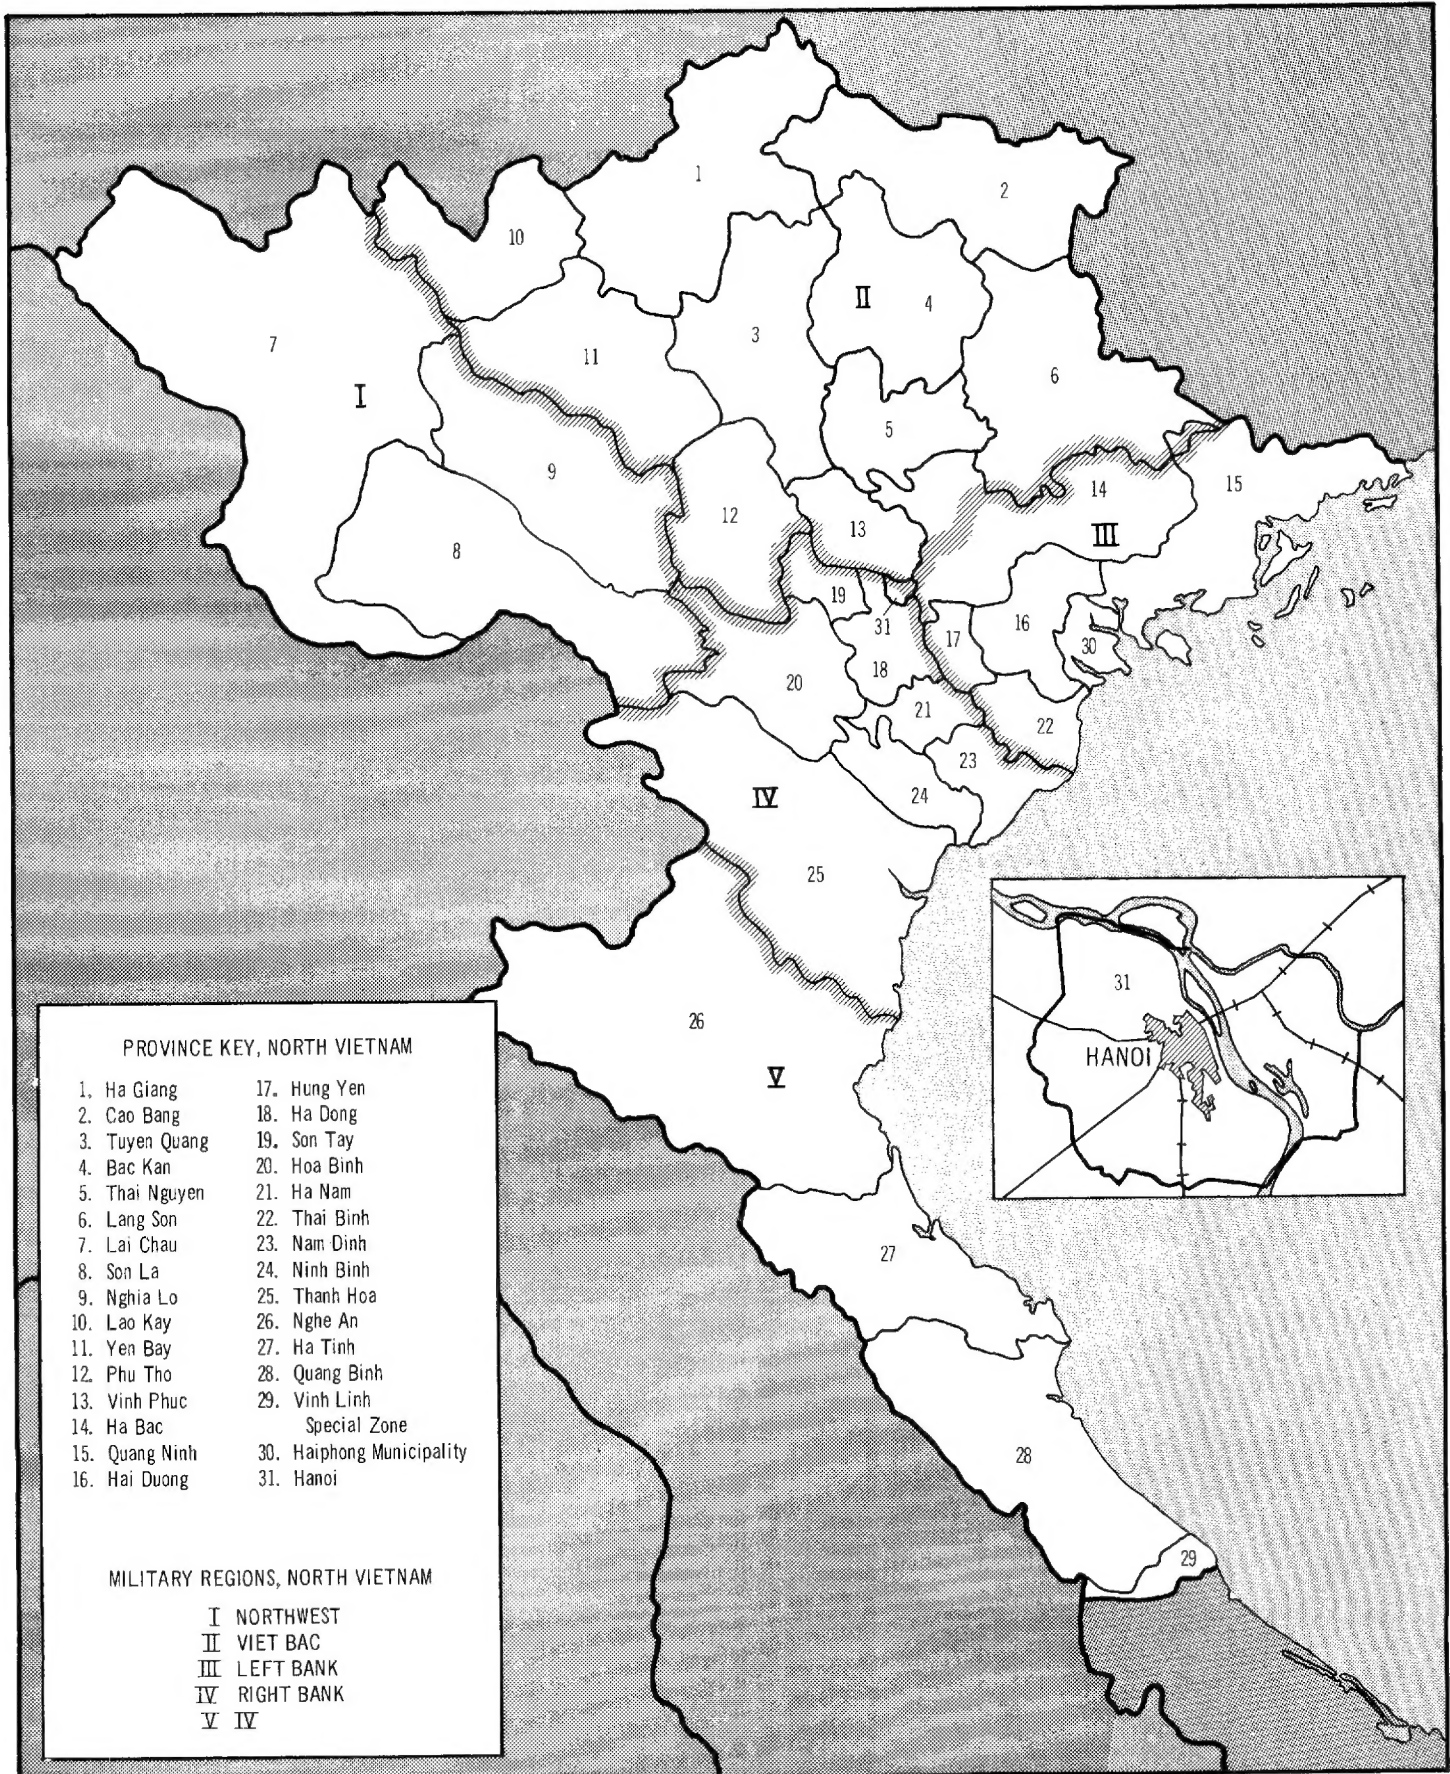 1
2
10
II
4
7
3
11
I
6
5
9
14
15
12
13
III
8
19
31
17
16
30
18
20
21
22
23
IV
24
25
31
HANOI
26
V
27
28
29
PROVINCE KEY, NORTH VIETNAM
1. Ha Giang
2. Cao Bang
3. Tuyen Quang
4. Bac Kan
5. Thai Nguyen
6. Lang Son
7. Lai Chau
8. Son La
9. Nghia Lo
10. Lao Kay
11. Yen Bay
12. Phu Tho
13. Vinh Phuc
14. Ha Bac
15. Quang Ninh
16. Hai Duong
17. Hung Yen
18. Ha Dong
19. Son Tay
20. Hoa Binh
21. Ha Nam
22. Thai Binh
23. Nam Dinh
24. Ninh Binh
25. Thanh Hoa
26. Nghe An
27. Ha Tinh
28. Quang Binh
29. Vinh Linh
Special Zone
30. Haiphong Municipality
31. Hanoi
MILITARY REGIONS, NORTH VIETNAM
I NORTHWEST
II VIET BAC
III LEFT BANK
IV RIGHT BANK
V IV